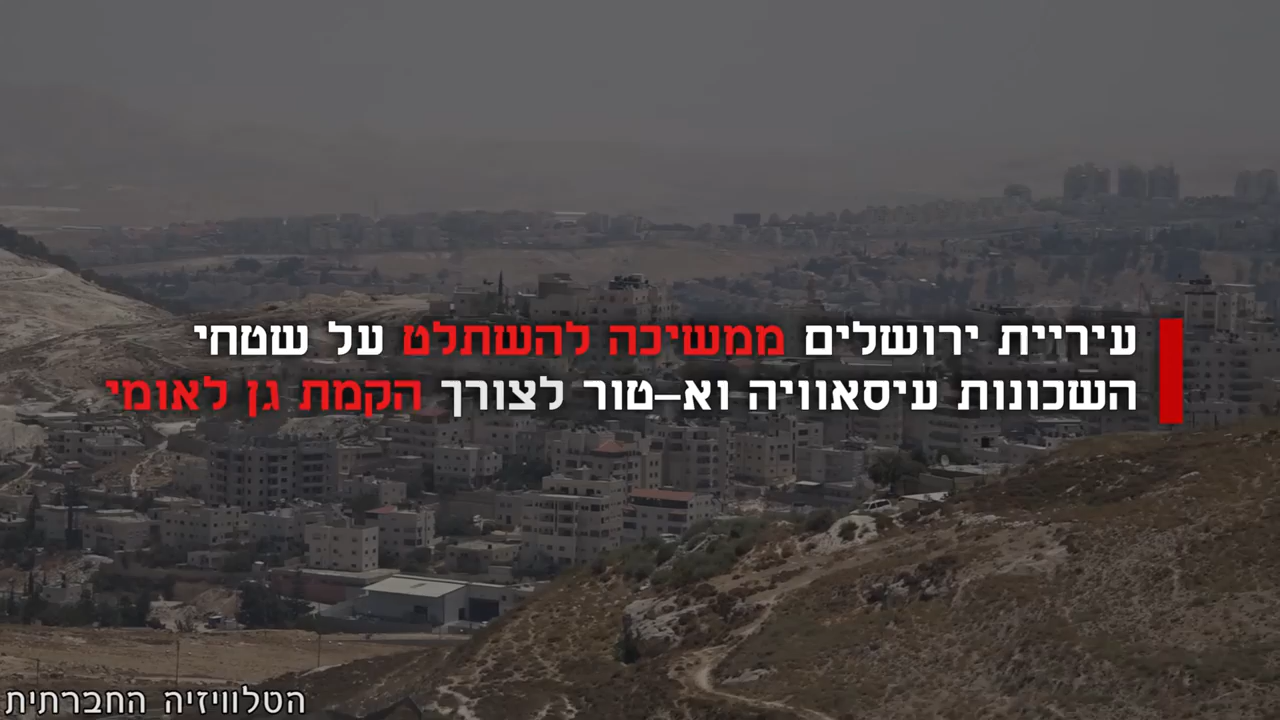 עיריית ירושלים ממשיכה להשתלט על שטחי
השכונות עיסאוויה וא–טור לצורך הקמת גן לאומי
הטלוויזיה החברתית